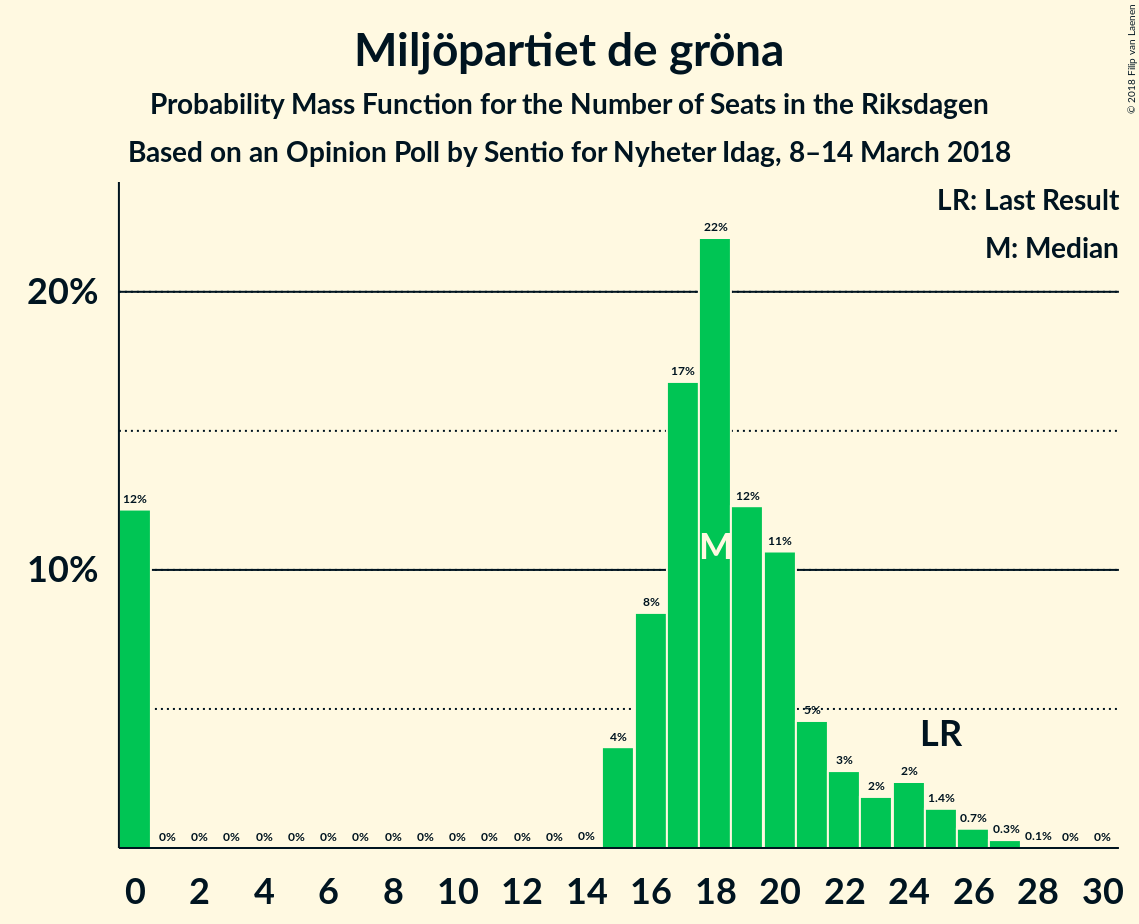 © 2018 Filip van Laenen
Miljöpartiet de gröna
Probability Mass Function for the Number of Seats in the Riksdagen
Based on an Opinion Poll by Sentio for Nyheter Idag, 8–14 March 2018
LR: Last Result
M: Median
20%
10%
12% 0% 0% 0% 0% 0% 0% 0% 0% 0% 0% 0% 0% 0% 0% 4% 8% 17% 22% 12% 11% 5% 3% 2% 2% 1.4% 0.7% 0.3% 0.1% 0% 0%
M
LR
0 2 4 6 8 10 12 14 16 18 20 22 24 26 28 30